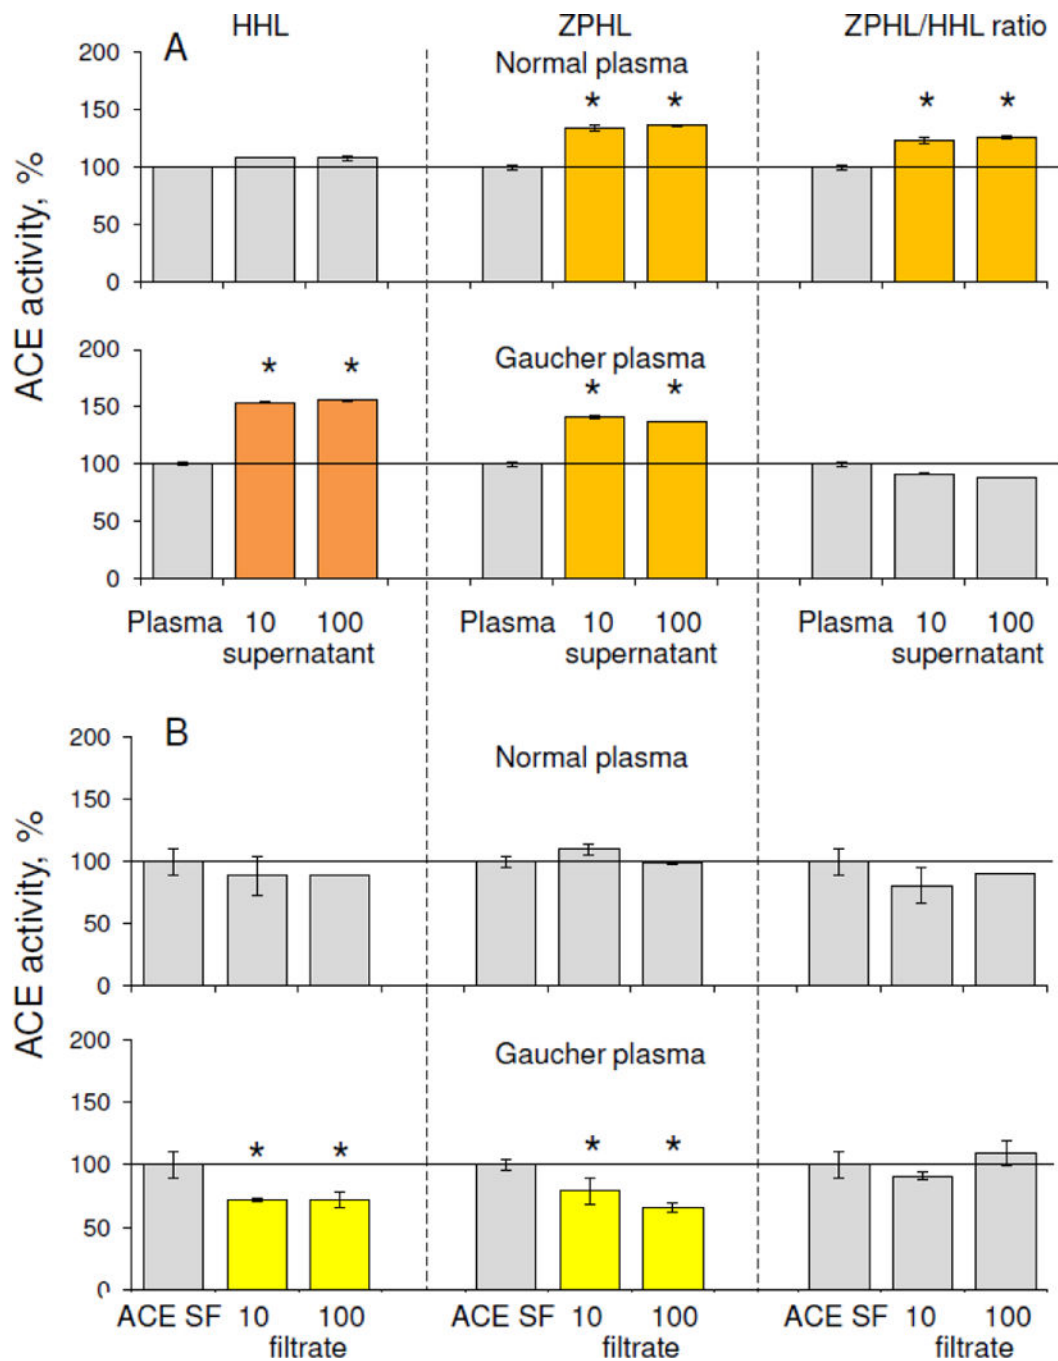 HHL ZPHL ZPHL/HHL ratio
A
Normal plasma
ACE activity, %
200
150
100
50
0
* * * *
Gaucher plasma
200
150
100
50
0
* * * *
Plasma 10 100 Plasma 10 100 Plasma 10 100
supernatant supernatant supernatant
B
Normal plasma
ACE activity, %
200
150
100
50
0
Gaucher plasma
200
150
100
50
0
* * * *
ACE SF 10 100 ACE SF 10 100 ACE SF 10 100
filtrate filtrate filtrate